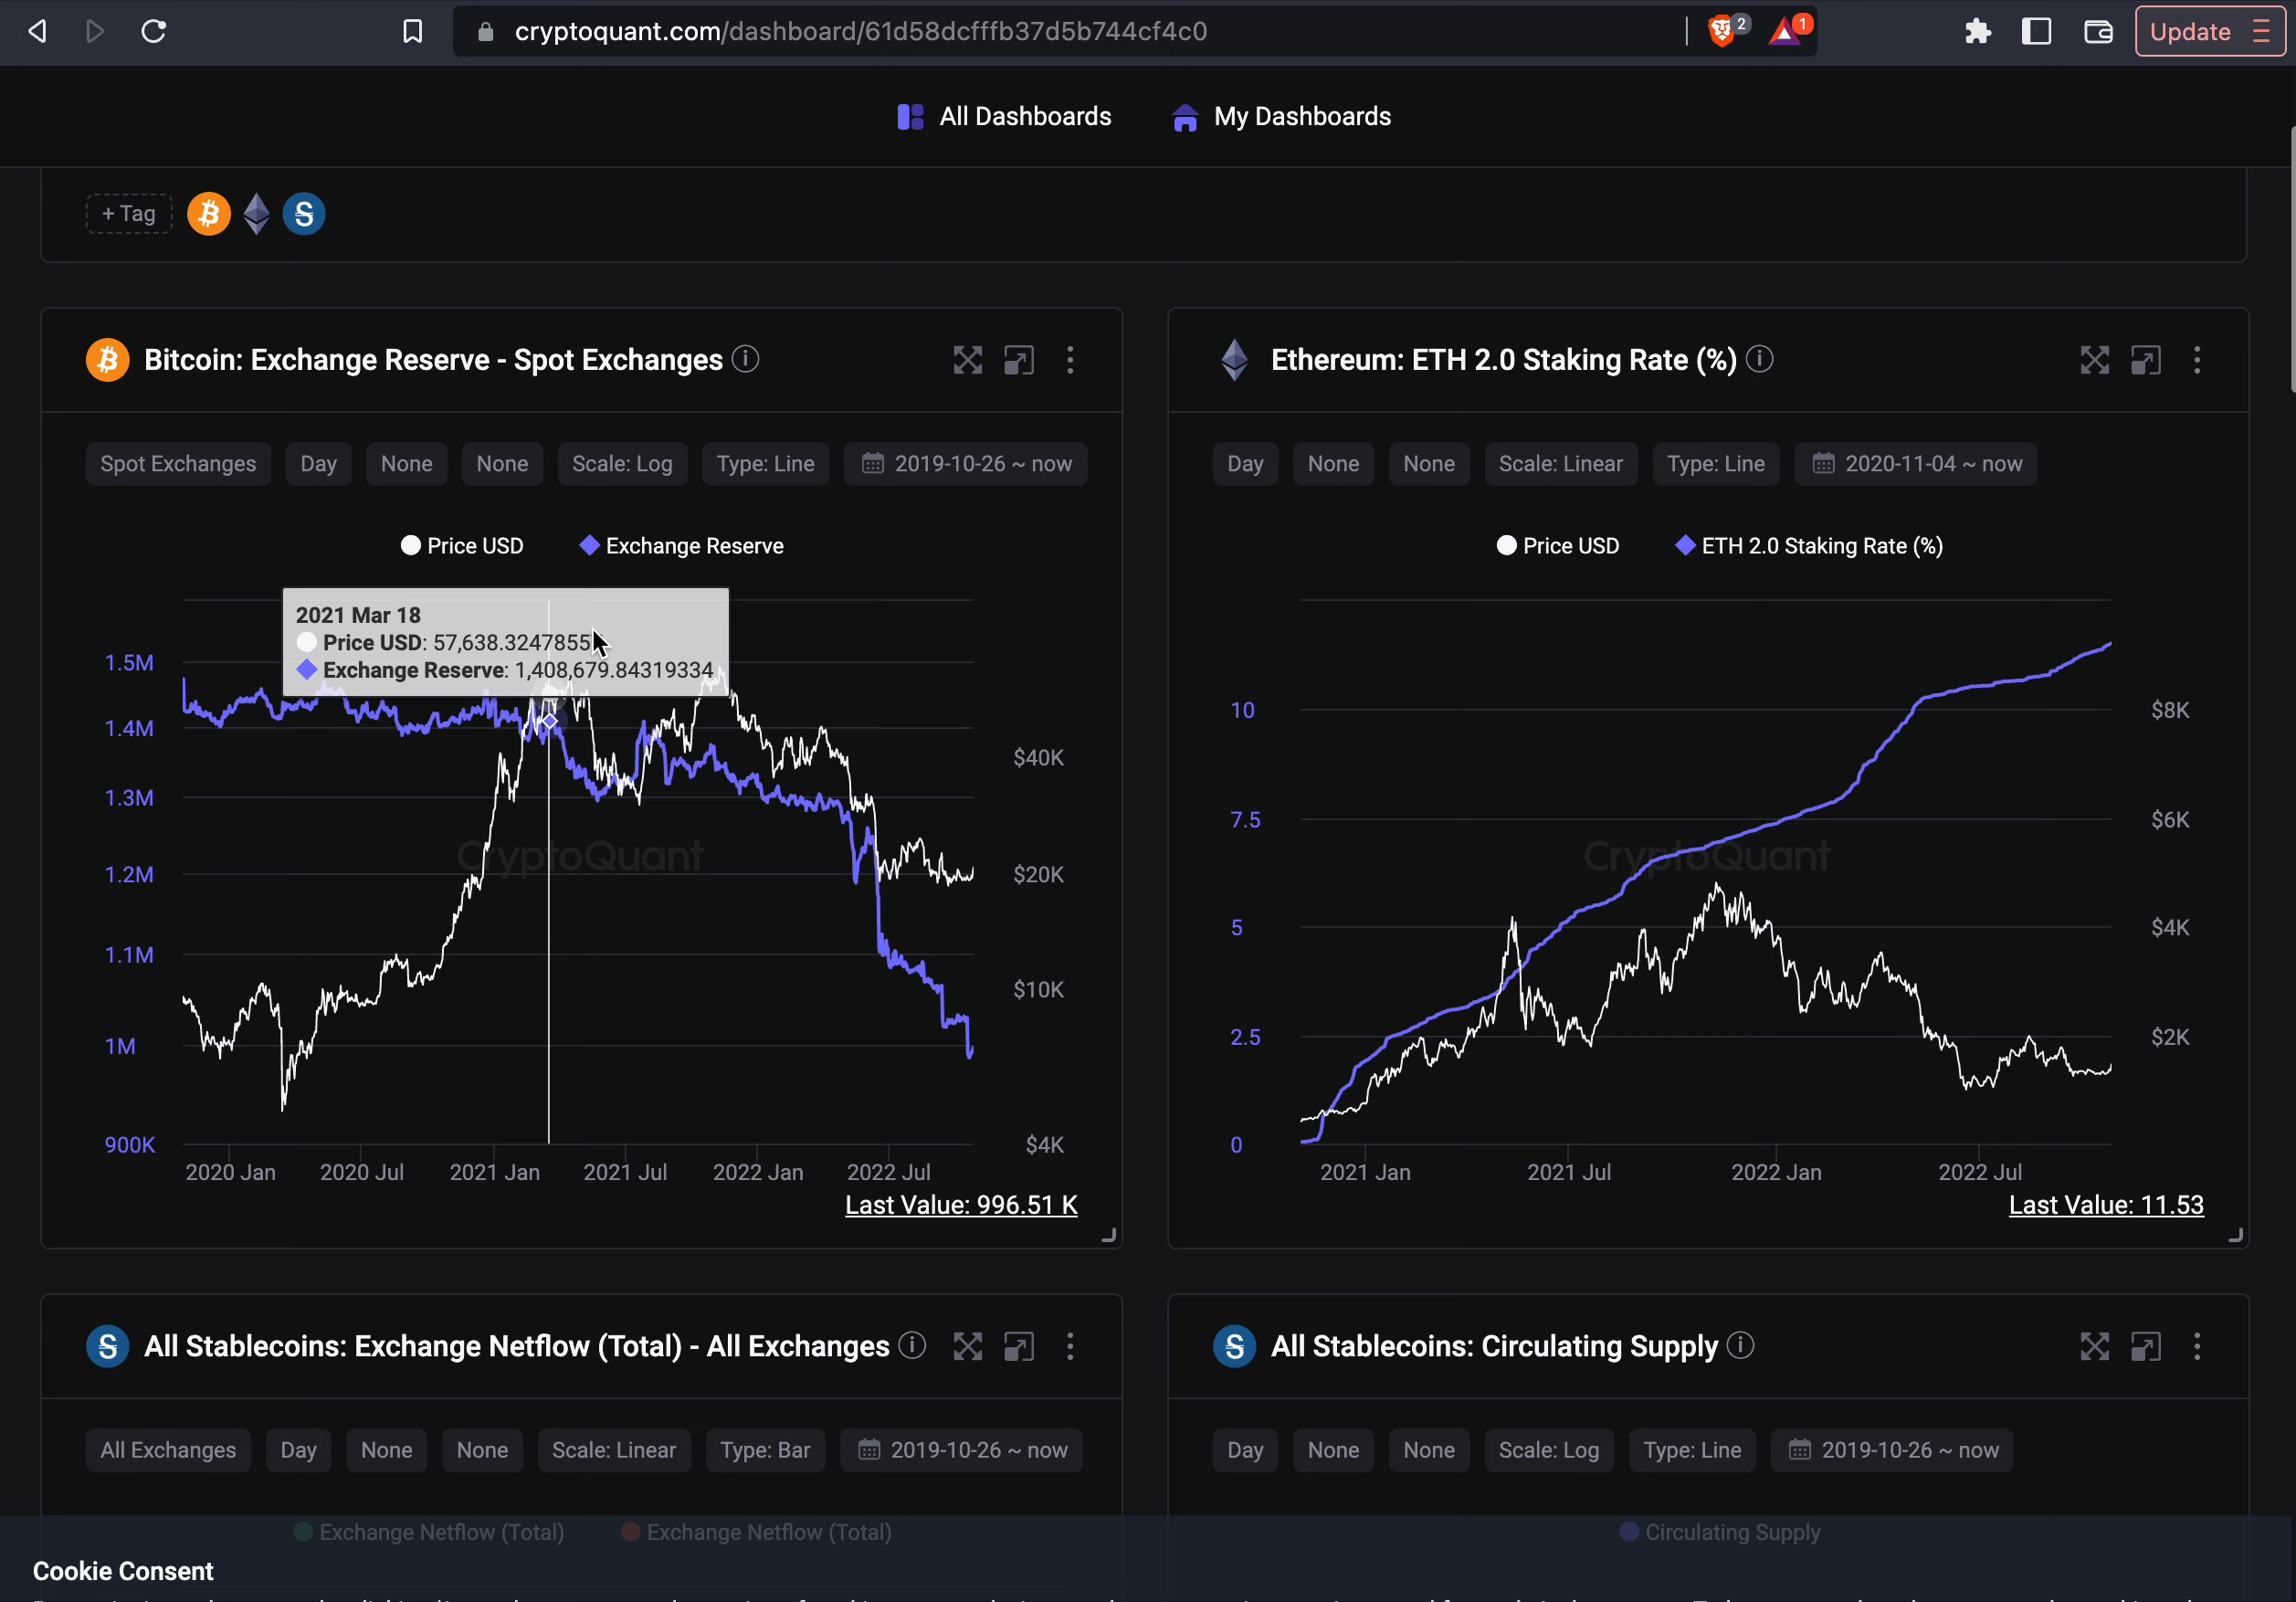 cryptoquant.com/dashboard/61d58dcfffb37d5b744cf4c0
2
1
Update
All Dashboards
My Dashboards
+ Tag
Bitcoin: Exchange Reserve - Spot Exchanges
Spot Exchanges Day None None Scale: Log Type: Line 2019-10-26 ~ now
Price USD Exchange Reserve
2021 Mar 18
Price USD: 57,638.3247855
Exchange Reserve: 1,408,679.84319334
1.5M
1.4M
1.3M
1.2M
1.1M
1M
900K
$40K
$20K
$10K
$4K
CryptoQuant
2020 Jan 2020 Jul 2021 Jan 2021 Jul 2022 Jan 2022 Jul
Last Value: 996.51 K
Ethereum: ETH 2.0 Staking Rate (%)
Day None None Scale: Linear Type: Line 2020-11-04 ~ now
Price USD ETH 2.0 Staking Rate (%)
10
7.5
5
2.5
0
$8K
$6K
$4K
$2K
CryptoQuant
2021 Jan 2021 Jul 2022 Jan 2022 Jul
Last Value: 11.53
All Stablecoins: Exchange Netflow (Total) - All Exchanges
All Exchanges Day None None Scale: Linear Type: Bar 2019-10-26 ~ now
Exchange Netflow (Total) Exchange Netflow (Total)
All Stablecoins: Circulating Supply
Day None None Scale: Log Type: Line 2019-10-26 ~ now
Circulating Supply
Cookie Consent